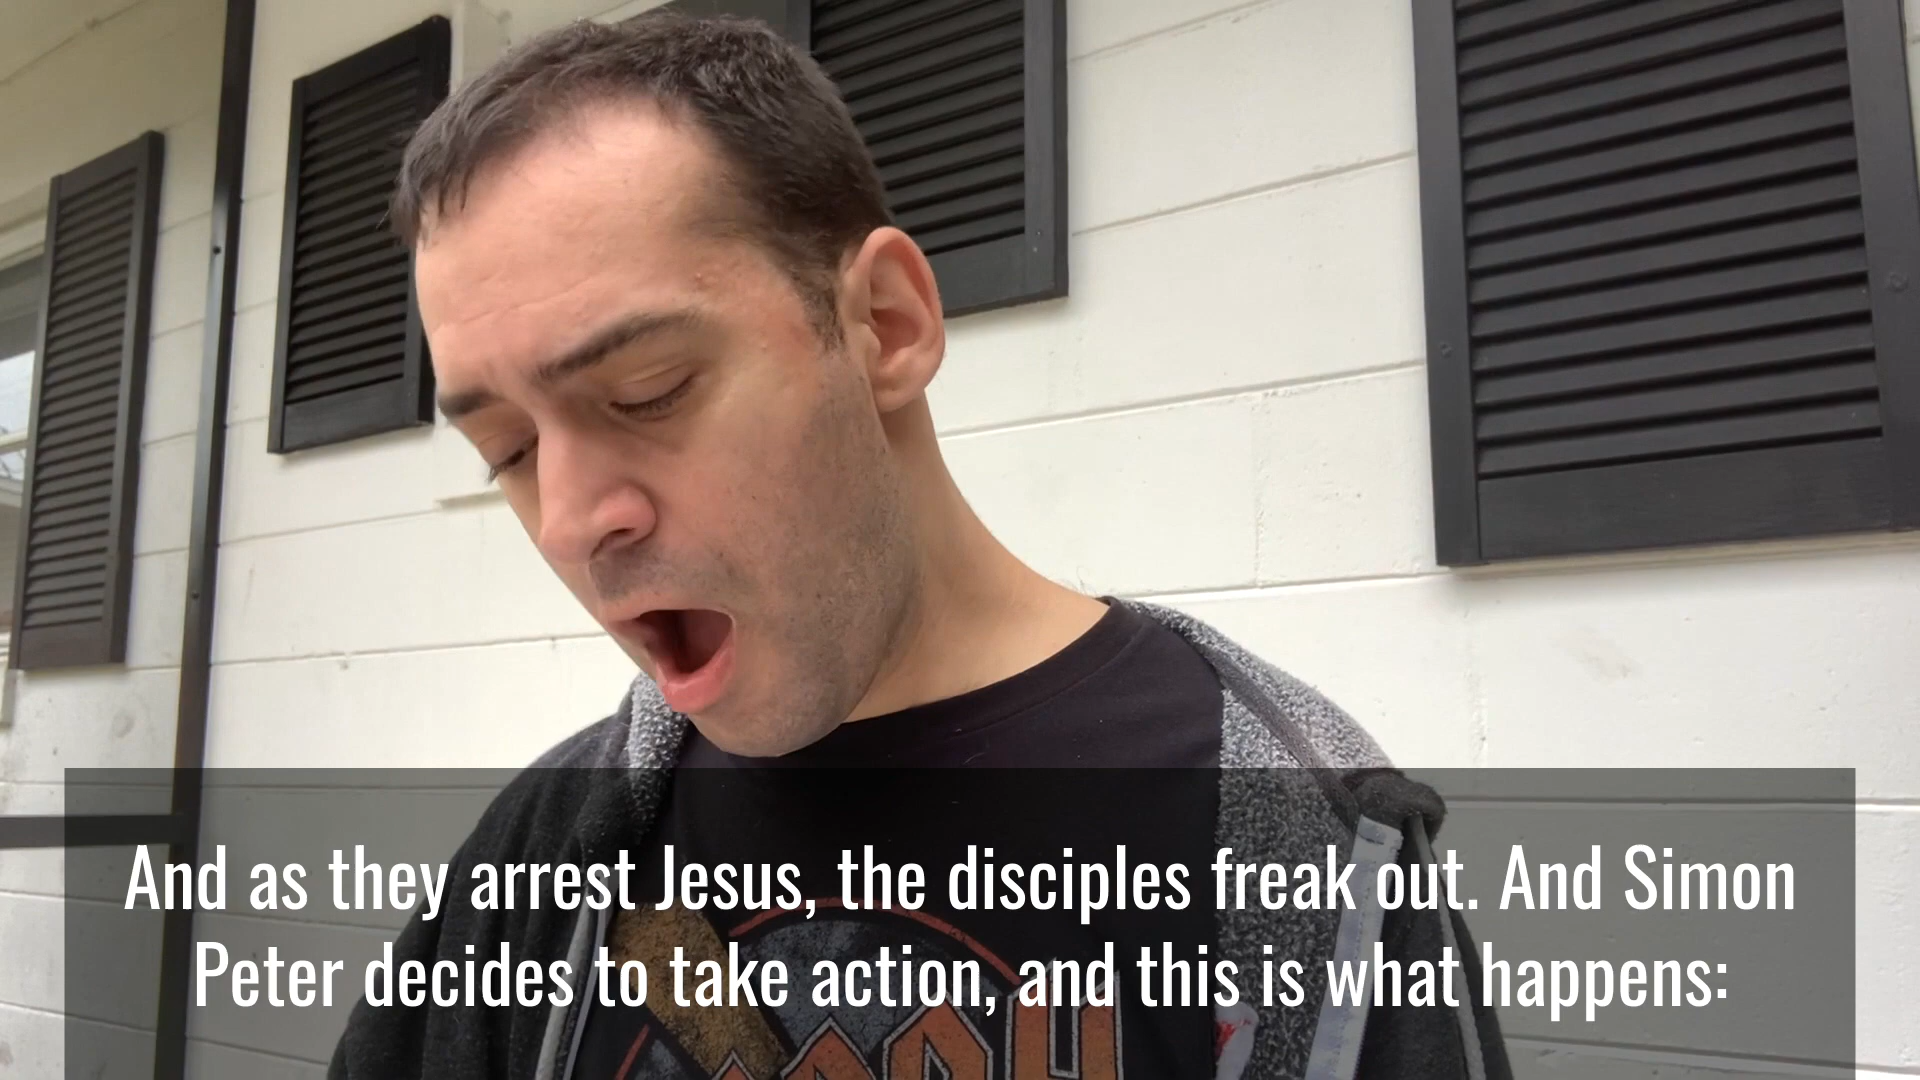 And as they arrest Jesus, the disciples freak out. And Simon
Peter decides to take action, and this is what happens: